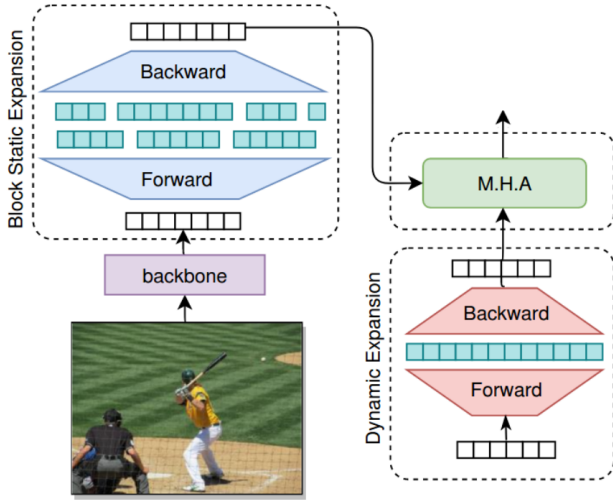 Block Static Expansion
Backward
Forward
backbone
M.H.A
Dynamic Expansion
Backward
Forward